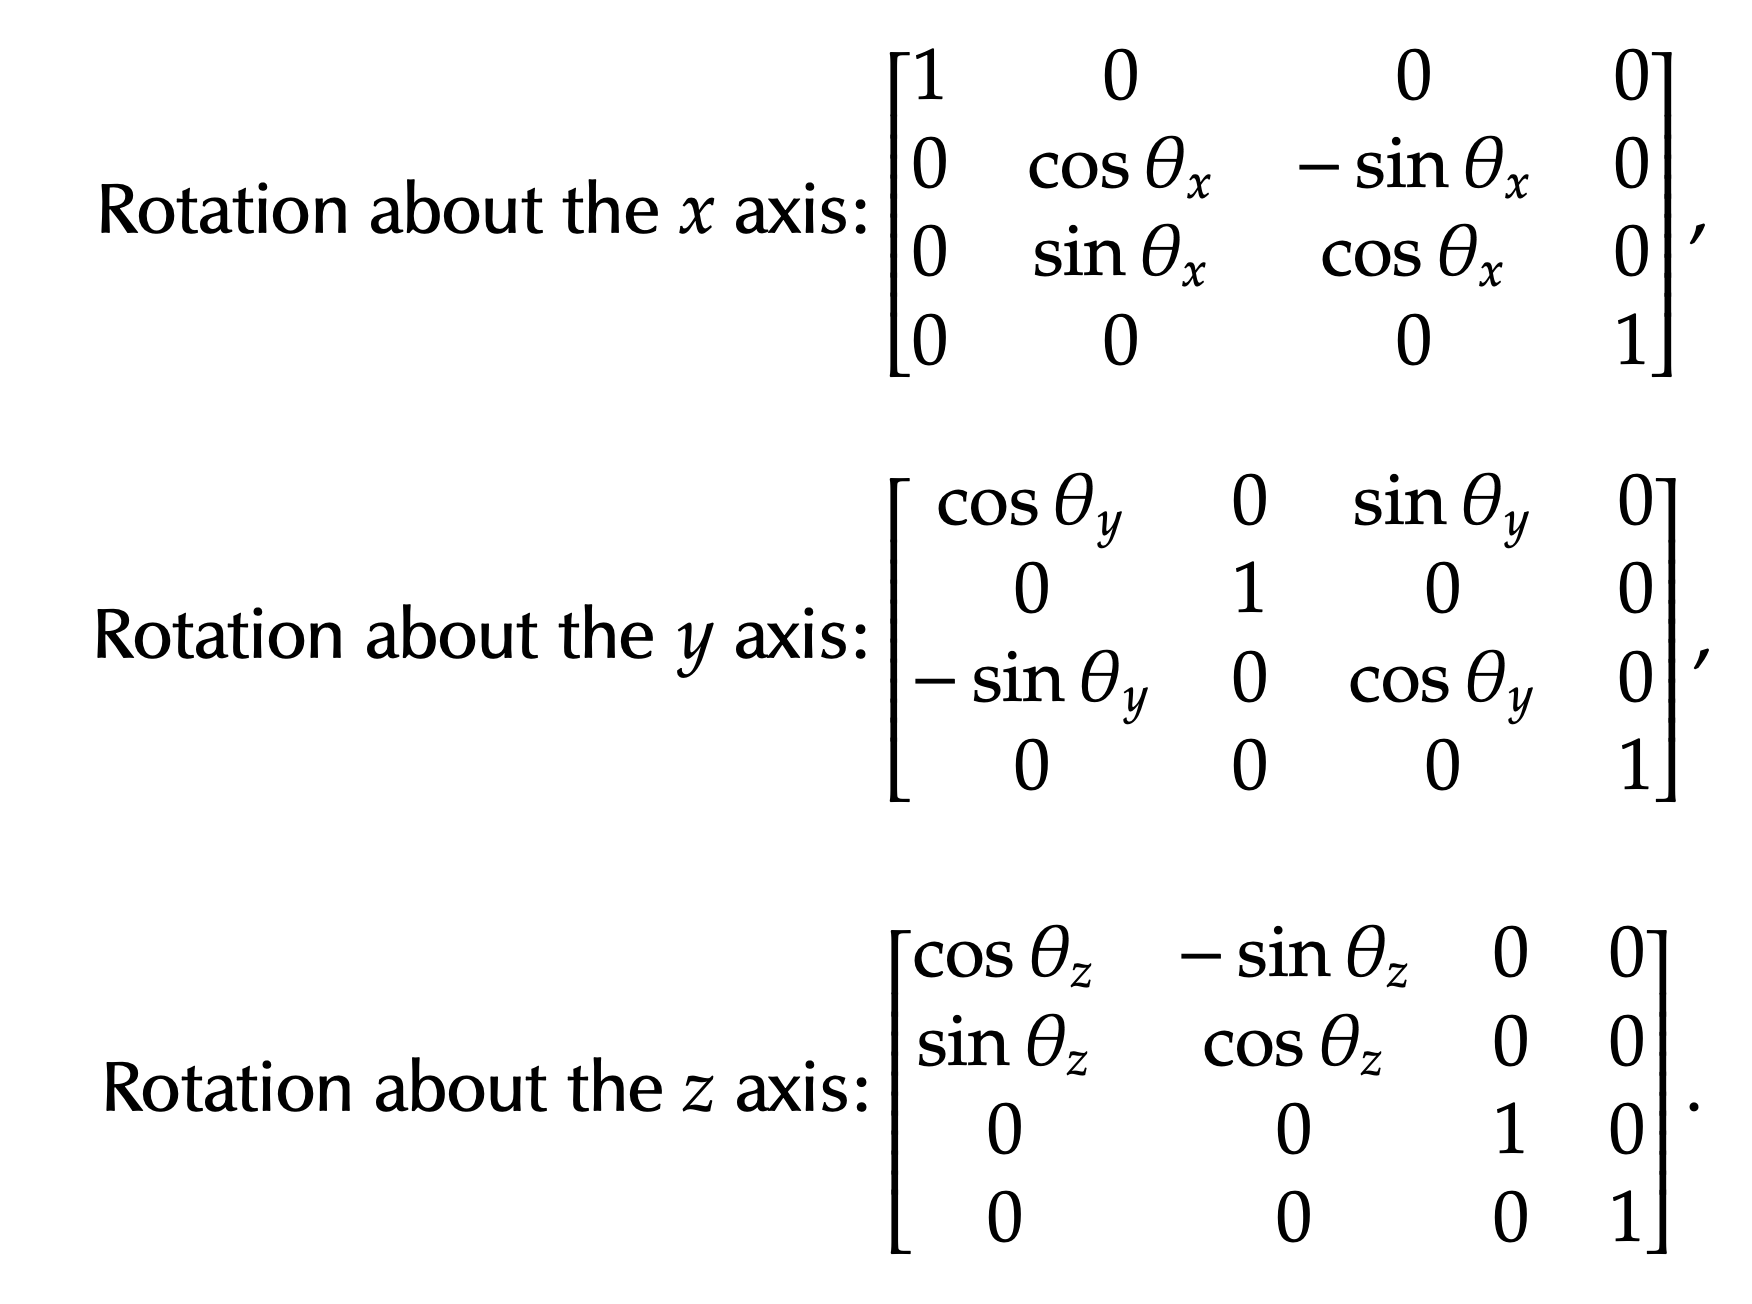 Rotation about the x axis: [1 0 0 0
0 cos θx − sin θx 0
0 sin θx cos θx 0
0 0 0 1],
Rotation about the y axis: [cos θy 0 sin θy 0
0 1 0 0
− sin θy 0 cos θy 0
0 0 0 1],
Rotation about the z axis: [cos θz − sin θz 0 0
sin θz cos θz 0 0
0 0 1 0
0 0 0 1].